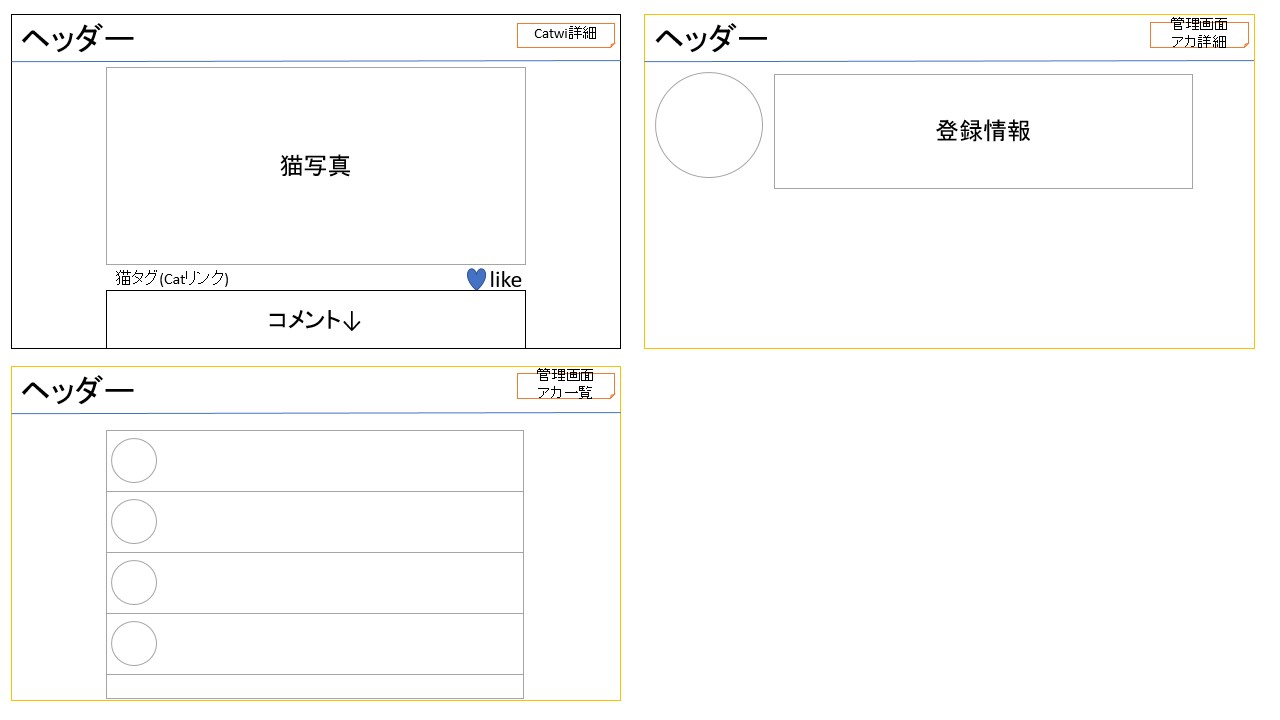 ヘッダー
Catwi詳細
猫写真
猫タグ(Catリンク)
like
コメント↓
ヘッダー
管理画面
アカ詳細
登録情報
ヘッダー
管理画面
アカ一覧